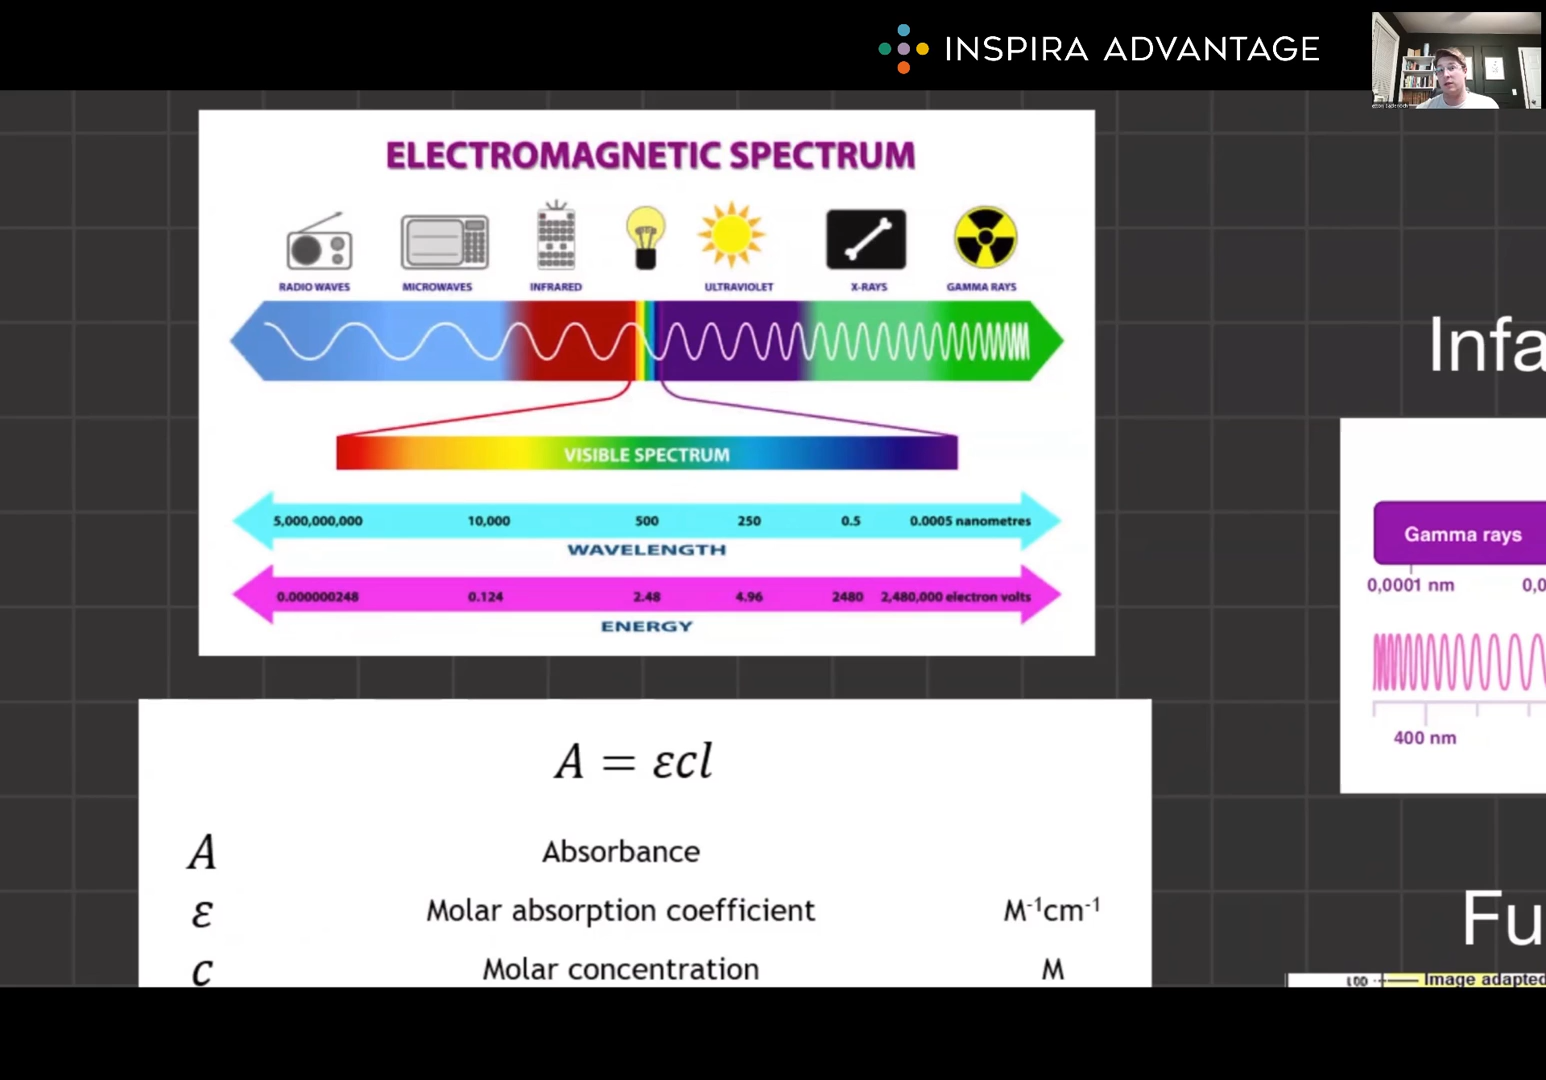 INSPIRA ADVANTAGE
ELECTROMAGNETIC SPECTRUM
RADIO WAVES MICROWAVES INFRARED ULTRAVIOLET X-RAYS GAMMA RAYS
VISIBLE SPECTRUM
5,000,000,000 10,000 500 250 0.5 0.0005 nanometres
WAVELENGTH
0.000000248 0.124 2.48 4.96 2480 2,480,000 electron volts
ENERGY
A = εcl
A Absorbance
ε Molar absorption coefficient M⁻¹cm⁻¹
c Molar concentration M
Infa
Gamma rays
0,0001 nm 0,0
400 nm
Fu
100 Image adapted